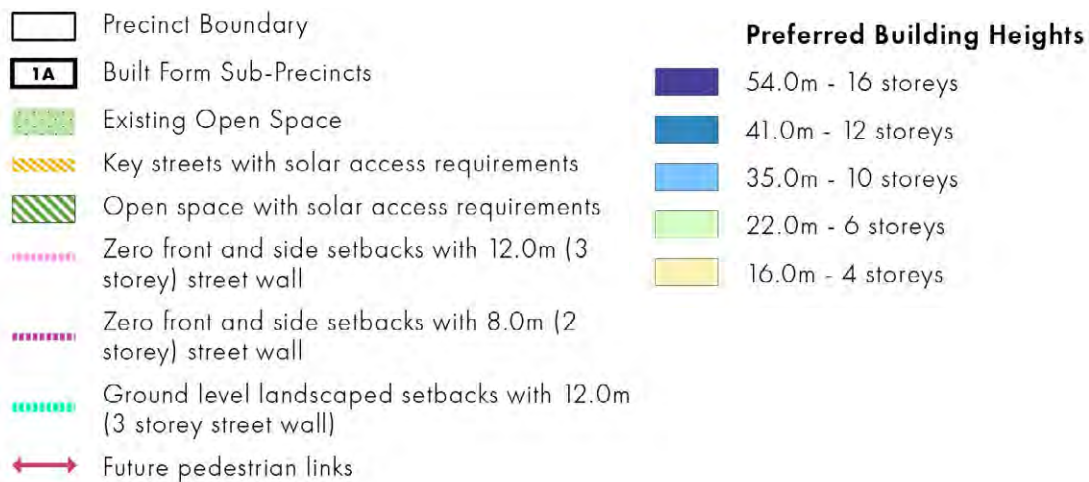 Precinct Boundary
1A
Built Form Sub-Precincts
Existing Open Space
Key streets with solar access requirements
Open space with solar access requirements
Zero front and side setbacks with 12.0m (3
storey) street wall
Zero front and side setbacks with 8.0m (2
storey) street wall
Ground level landscaped setbacks with 12.0m
(3 storey street wall)
Future pedestrian links
Preferred Building Heights
54.0m - 16 storeys
41.0m - 12 storeys
35.0m - 10 storeys
22.0m - 6 storeys
16.0m - 4 storeys